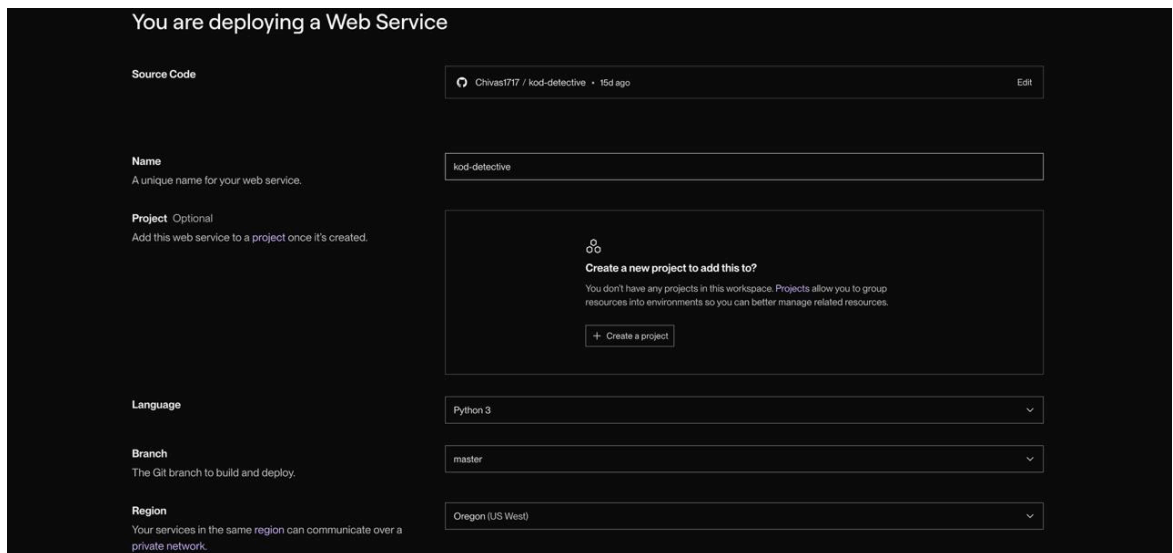 You are deploying a Web Service
Source Code
Chivas1717 / kod-detective • 15d ago
Edit
Name
A unique name for your web service.
kod-detective
Project Optional
Add this web service to a project once it's created.
Create a new project to add this to?
You don't have any projects in this workspace. Projects allow you to group
resources into environments so you can better manage related resources.
+ Create a project
Language
Python 3
Branch
The Git branch to build and deploy.
master
Region
Your services in the same region can communicate over a
private network.
Oregon (US West)